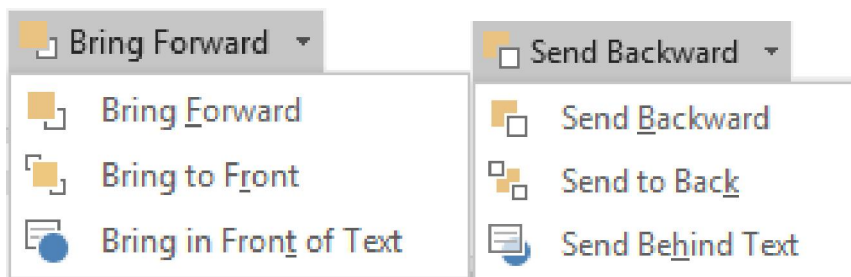 Bring Forward
Bring Forward
Bring to Front
Bring in Front of Text
Send Backward
Send Backward
Send to Back
Send Behind Text